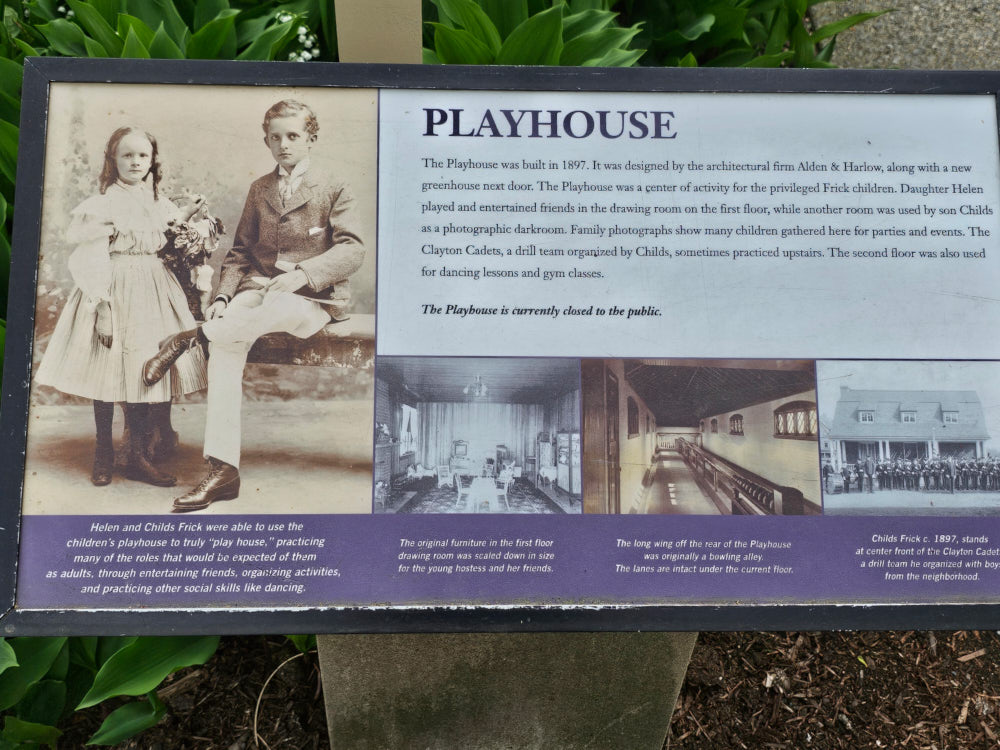 PLAYHOUSE
The Playhouse was built in 1897. It was designed by the architectural firm Alden & Harlow, along with a new
greenhouse next door. The Playhouse was a center of activity for the privileged Frick children. Daughter Helen
played and entertained friends in the drawing room on the first floor, while another room was used by son Childs
as a photographic darkroom. Family photographs show many children gathered here for parties and events. The
Clayton Cadets, a drill team organized by Childs, sometimes practiced upstairs. The second floor was also used
for dancing lessons and gym classes.
The Playhouse is currently closed to the public.
Helen and Childs Frick were able to use the
children's playhouse to truly “play house,” practicing
many of the roles that would be expected of them
as adults, through entertaining friends, organizing activities,
and practicing other social skills like dancing.
The original furniture in the first floor
drawing room was scaled down in size
for the young hostess and her friends.
The long wing off the rear of the Playhouse
was originally a bowling alley.
The lanes are intact under the current floor.
Childs Frick c. 1897, stands
at center front of the Clayton Cadets
a drill team he organized with boys
from the neighborhood.